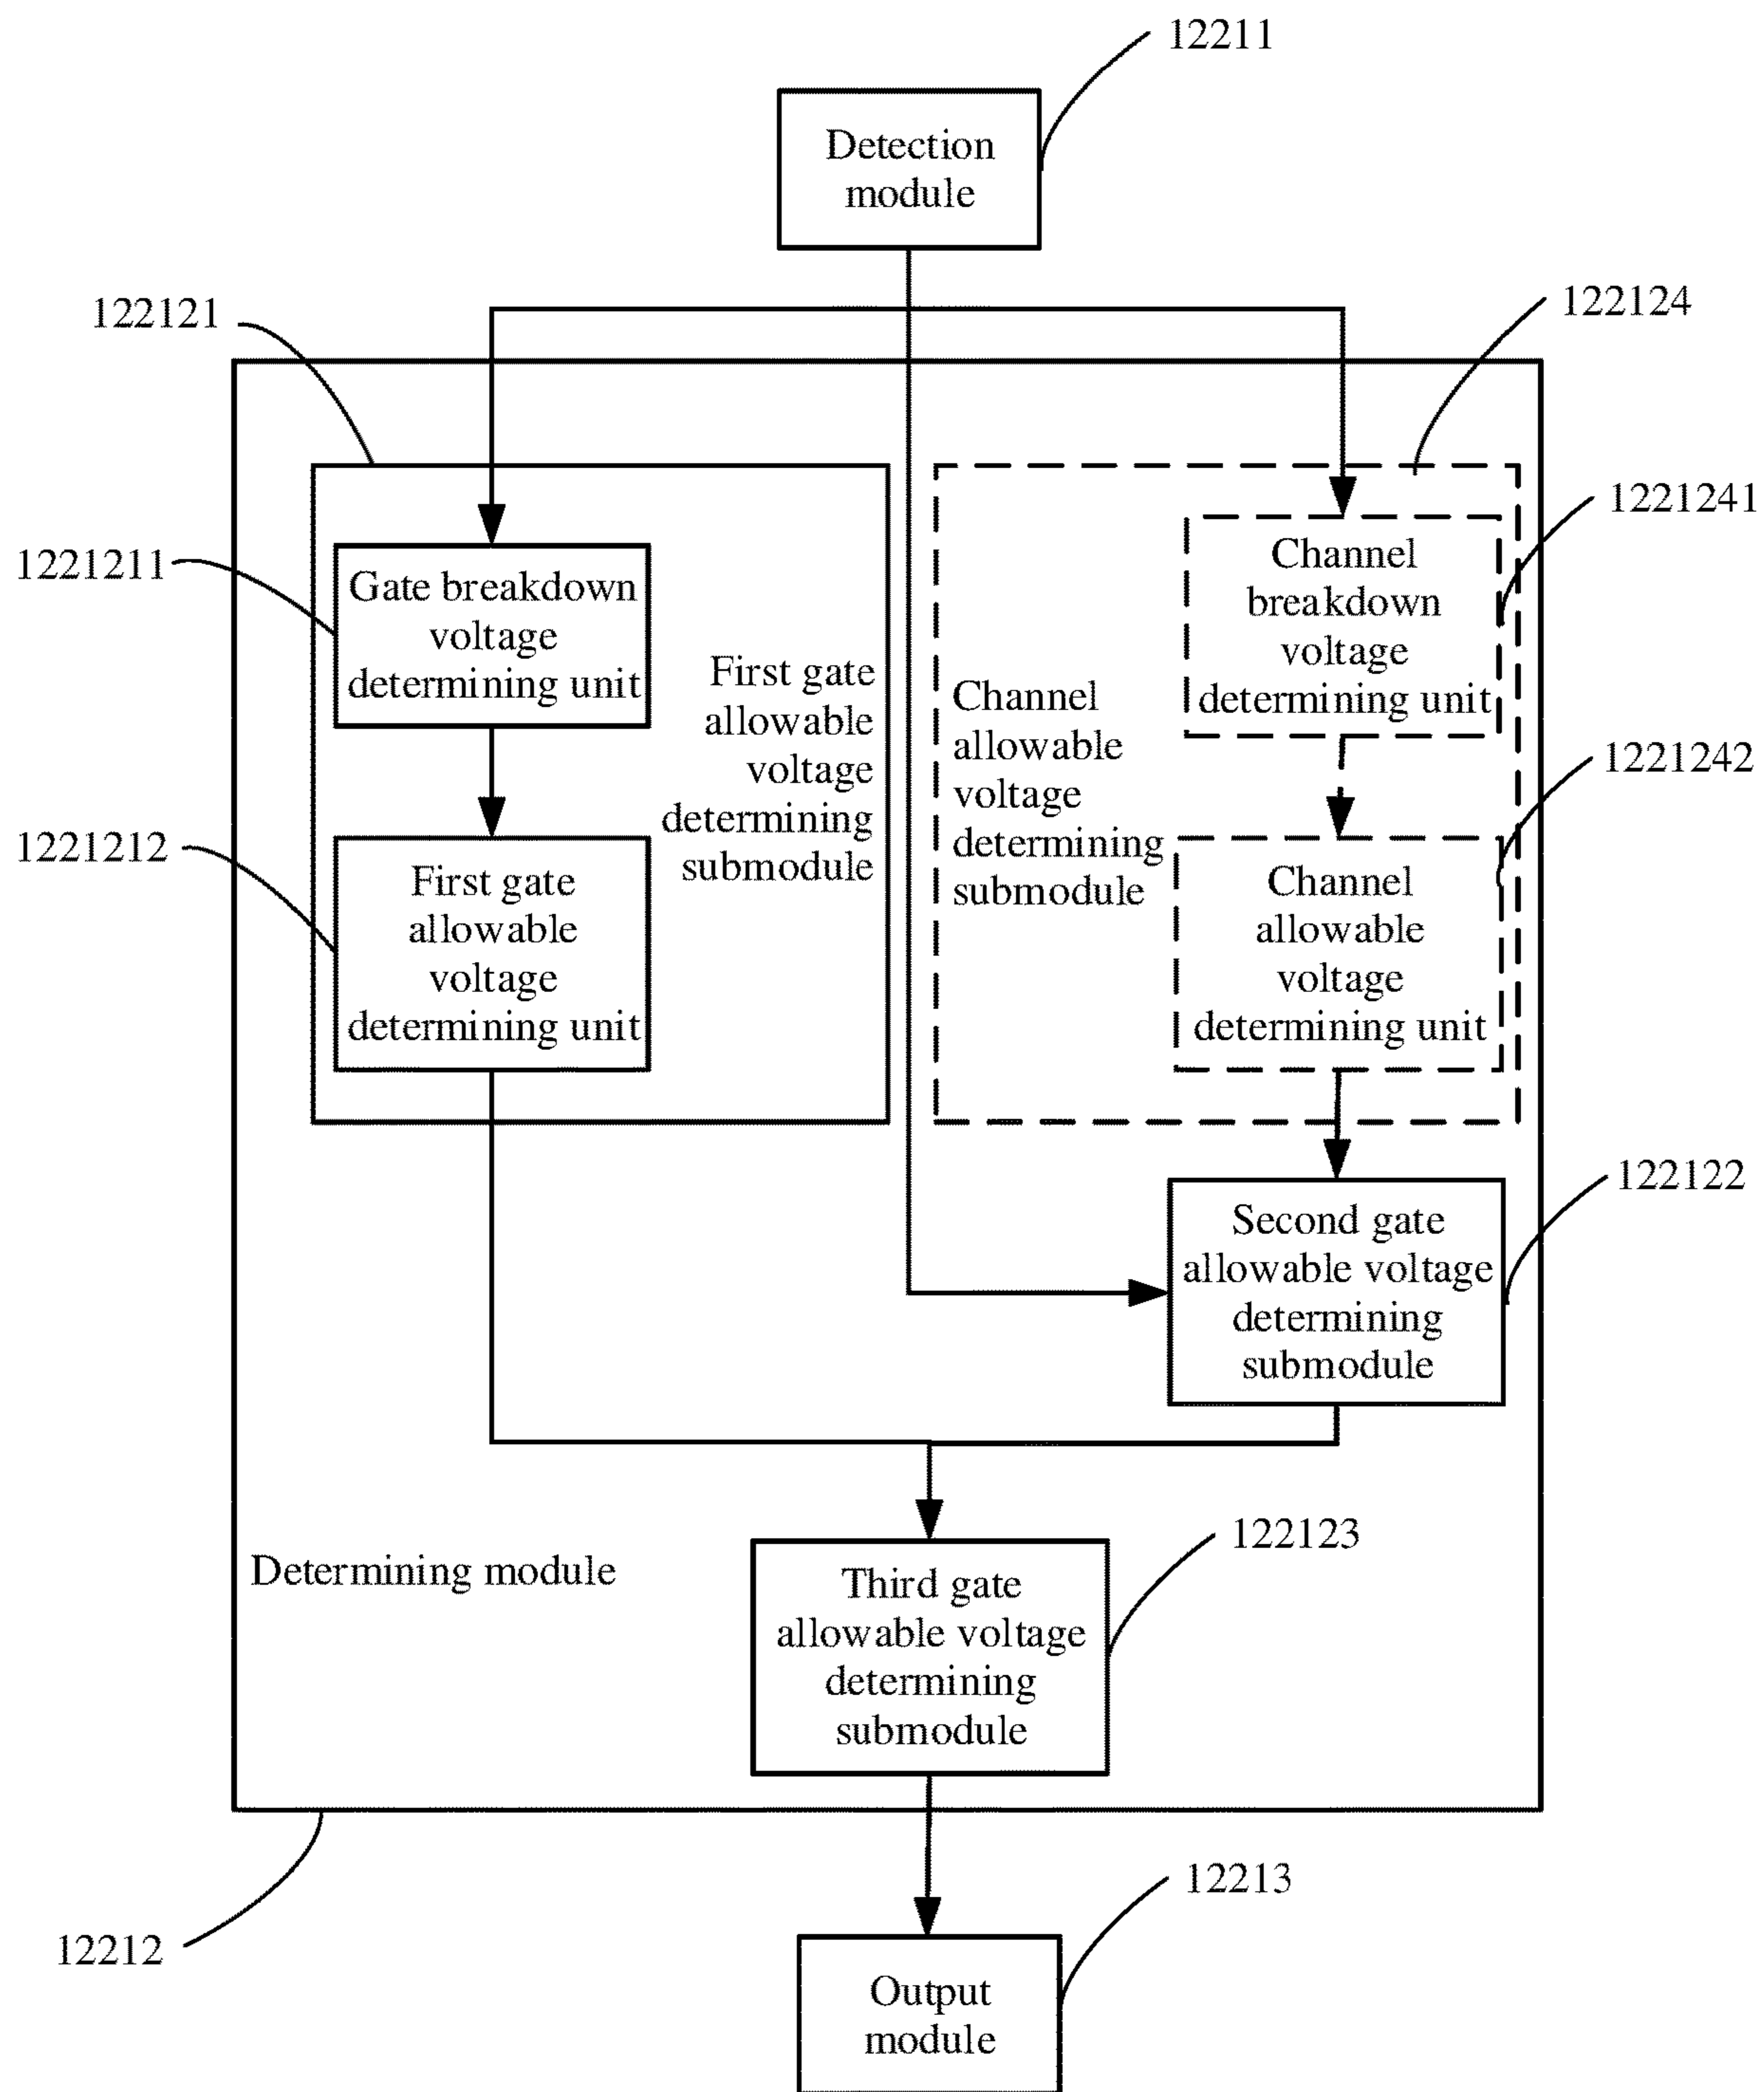 12211
Detection
module
122121
122124
1221241
1221211
Gate breakdown
voltage
determining unit
First gate
allowable
voltage
determining
submodule
Channel
allowable
voltage
determining
submodule
Channel
breakdown
voltage
determining unit
1221242
1221212
First gate
allowable
voltage
determining unit
Channel
allowable
voltage
determining unit
122122
Second gate
allowable voltage
determining
submodule
122123
Determining module
Third gate
allowable voltage
determining
submodule
12213
12212
Output
module